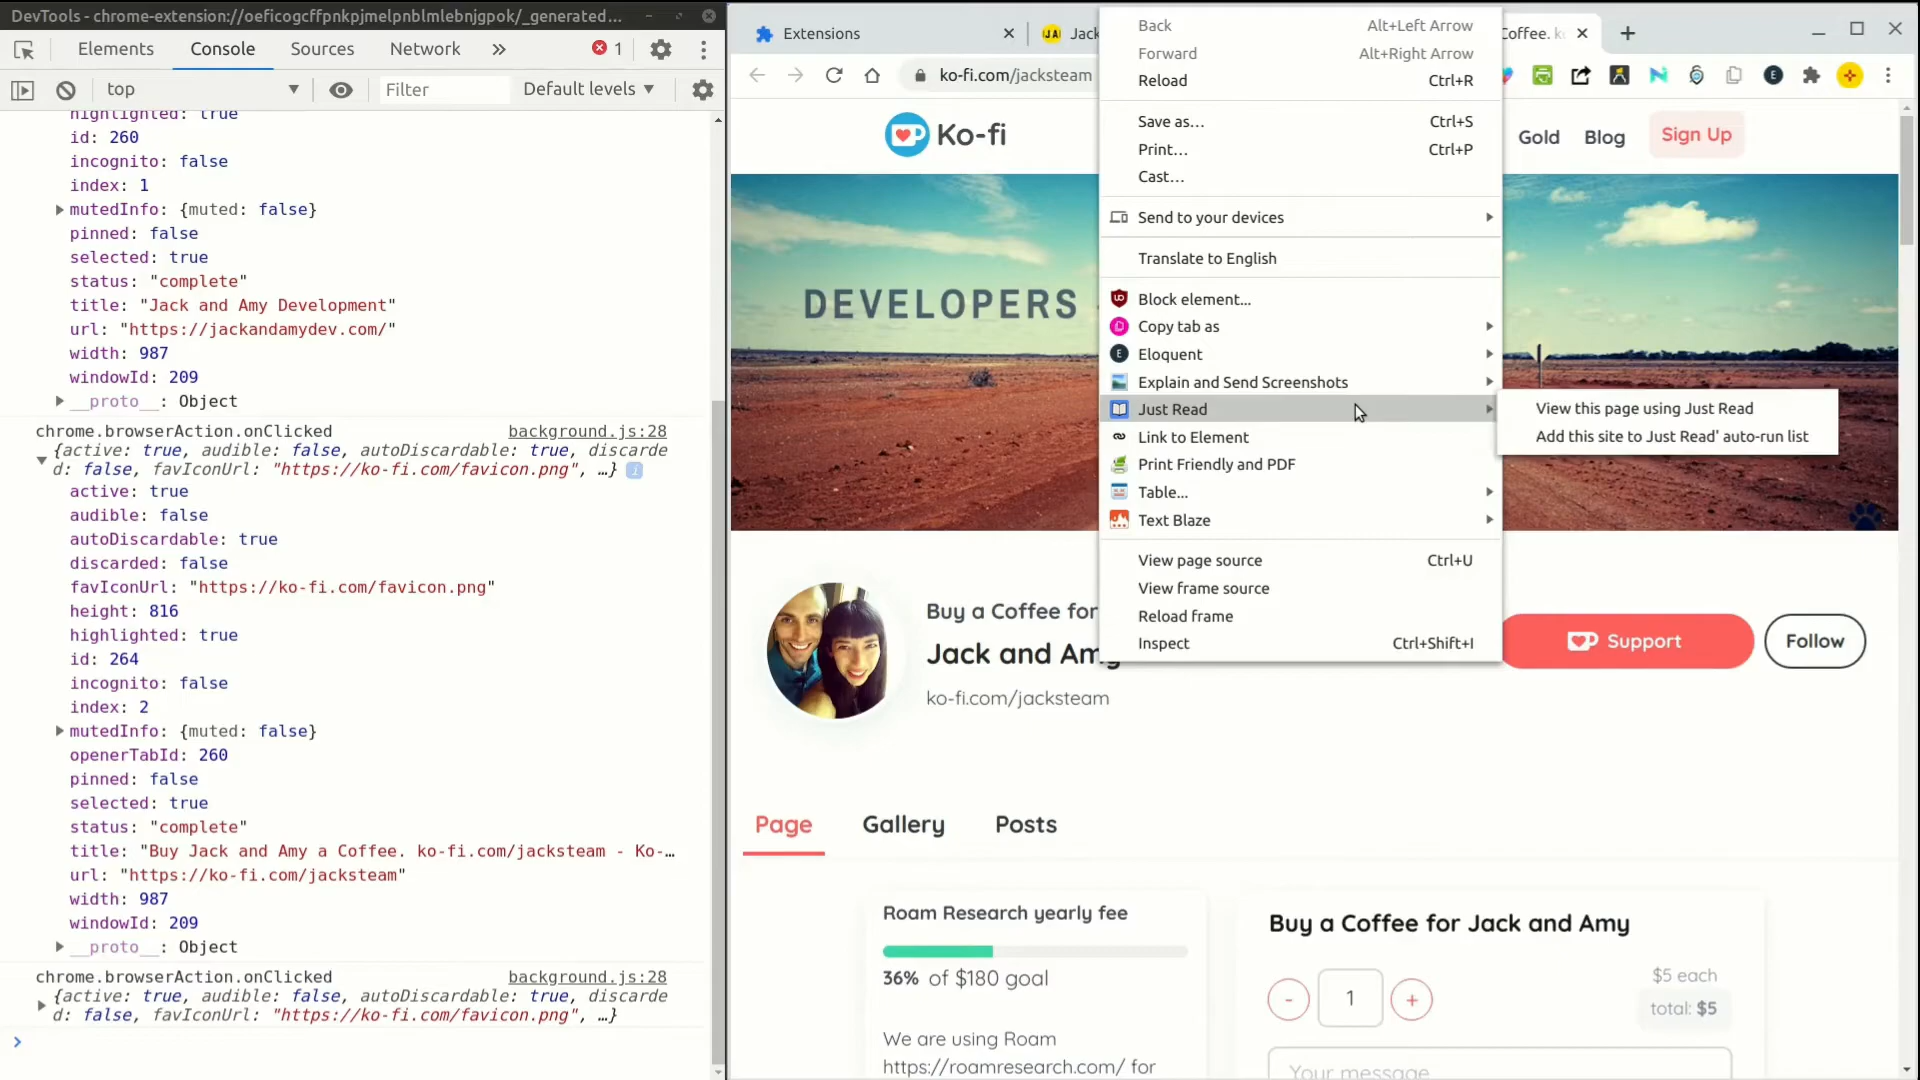 DevTools - chrome-extension://oeficogcffpnkpjmelpnblmlebnjgpok/_generated...
Elements Console Sources Network » 1
top Filter Default levels
highlighted: true
id: 260
incognito: false
index: 1
mutedInfo: {muted: false}
pinned: false
selected: true
status: "complete"
title: "Jack and Amy Development"
url: "https://jackandamydev.com/"
width: 987
windowId: 209
__proto__: Object
chrome.browserAction.onClicked background.js:28
{active: true, audible: false, autoDiscardable: true, discarde
d: false, favIconUrl: "https://ko-fi.com/favicon.png", …}
active: true
audible: false
autoDiscardable: true
discarded: false
favIconUrl: "https://ko-fi.com/favicon.png"
height: 816
highlighted: true
id: 264
incognito: false
index: 2
mutedInfo: {muted: false}
openerTabId: 260
pinned: false
selected: true
status: "complete"
title: "Buy Jack and Amy a Coffee. ko-fi.com/jacksteam - Ko-…
url: "https://ko-fi.com/jacksteam"
width: 987
windowId: 209
__proto__: Object
chrome.browserAction.onClicked background.js:28
{active: true, audible: false, autoDiscardable: true, discarde
d: false, favIconUrl: "https://ko-fi.com/favicon.png", …}
Extensions JA Jack Coffee. k
ko-fi.com/jacksteam
Ko-fi Gold Blog Sign Up
DEVELOPERS
Back Alt+Left Arrow
Forward Alt+Right Arrow
Reload Ctrl+R
Save as... Ctrl+S
Print... Ctrl+P
Cast...
Send to your devices
Translate to English
Block element...
Copy tab as
Eloquent
Explain and Send Screenshots
Just Read
Link to Element
Print Friendly and PDF
Table...
Text Blaze
View page source Ctrl+U
View frame source
Reload frame
Inspect Ctrl+Shift+I
View this page using Just Read
Add this site to Just Read' auto-run list
Buy a Coffee for
Jack and Amy
ko-fi.com/jacksteam
Support Follow
Page Gallery Posts
Roam Research yearly fee
36% of $180 goal
We are using Roam
https://roamresearch.com/ for
Buy a Coffee for Jack and Amy
$5 each
- 1 +
total: $5
Your message